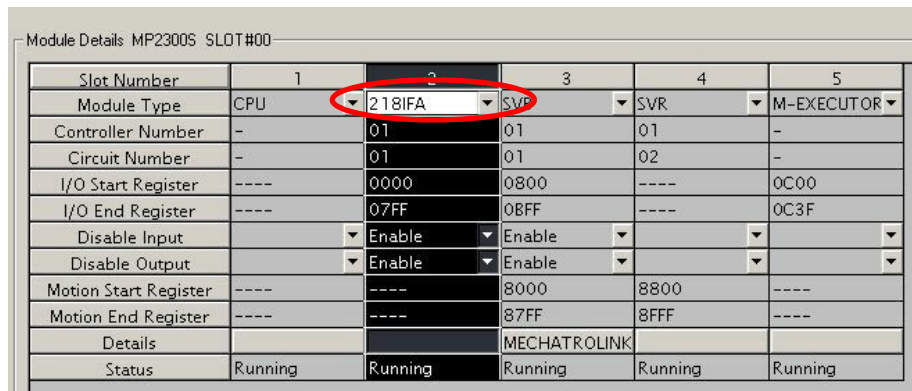 Module Details MP2300S SLOT#00
Slot Number 1 2 3 4 5
Module Type CPU 218IFA SVB SVR M-EXECUTOR
Controller Number - 01 01 01 -
Circuit Number - 01 01 02 -
I/O Start Register ---- 0000 0800 ---- 0C00
I/O End Register ---- 07FF 0BFF ---- 0C3F
Disable Input Enable Enable
Disable Output Enable Enable
Motion Start Register ---- ---- 8000 8800 ----
Motion End Register ---- ---- 87FF 8FFF ----
Details MECHATROLINK
Status Running Running Running Running Running